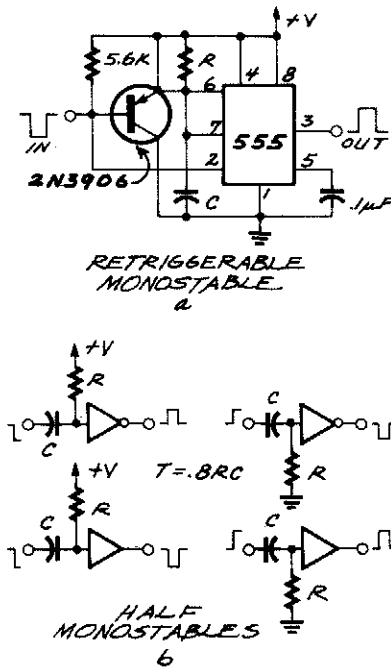 +V
5.6K
R
6
4
8
7
3
IN
555
OUT
2
5
2N3906
C
1
.1µF
RETRIGGERABLE
MONOSTABLE
a
+V
R
C
C
R
+V
T=.8RC
C
R
C
R
HALF
MONOSTABLES
b